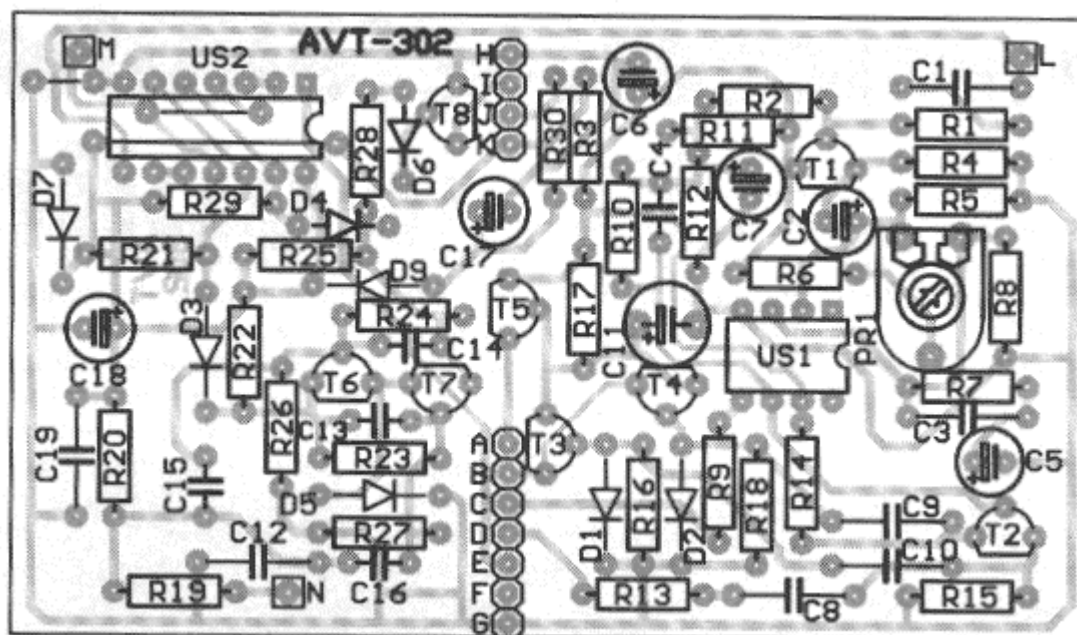 AVT-302
M
US2
H
I
J
K
L
C1
C6
R2
R11
R1
T8
R28
D6
R30
R3
C4
T1
R4
R5
D7
R29
D4
C17
R10
R12
C7
C2
R21
R25
D9
R6
R8
C18
D3
R22
R24
T5
R17
C11
US1
PR1
C14
T6
T7
T4
R7
C3
C19
R20
C15
R26
C13
R23
A
B
C
D
E
F
G
T3
D5
R27
C12
C16
R19
N
D1
R16
D2
R9
R18
R14
C5
C9
C10
T2
R13
C8
R15